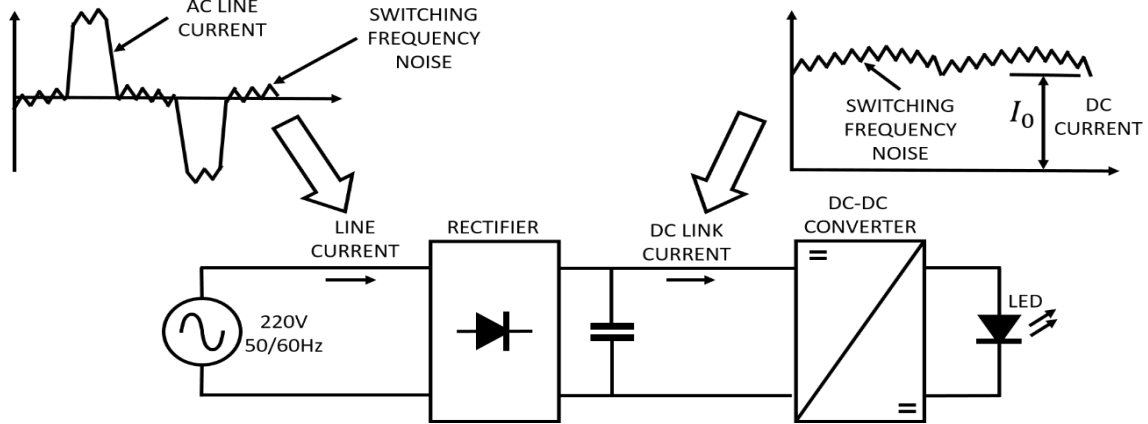 AC LINE
CURRENT
SWITCHING
FREQUENCY
NOISE
SWITCHING
FREQUENCY
NOISE
I₀
DC
CURRENT
LINE
CURRENT
RECTIFIER
DC LINK
CURRENT
DC-DC
CONVERTER
220V
50/60Hz
LED